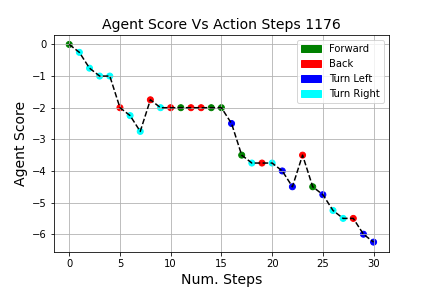 Agent Score Vs Action Steps 1176
Forward
Back
Turn Left
Turn Right
Agent Score
0
−1
−2
−3
−4
−5
−6
0 5 10 15 20 25 30
Num. Steps